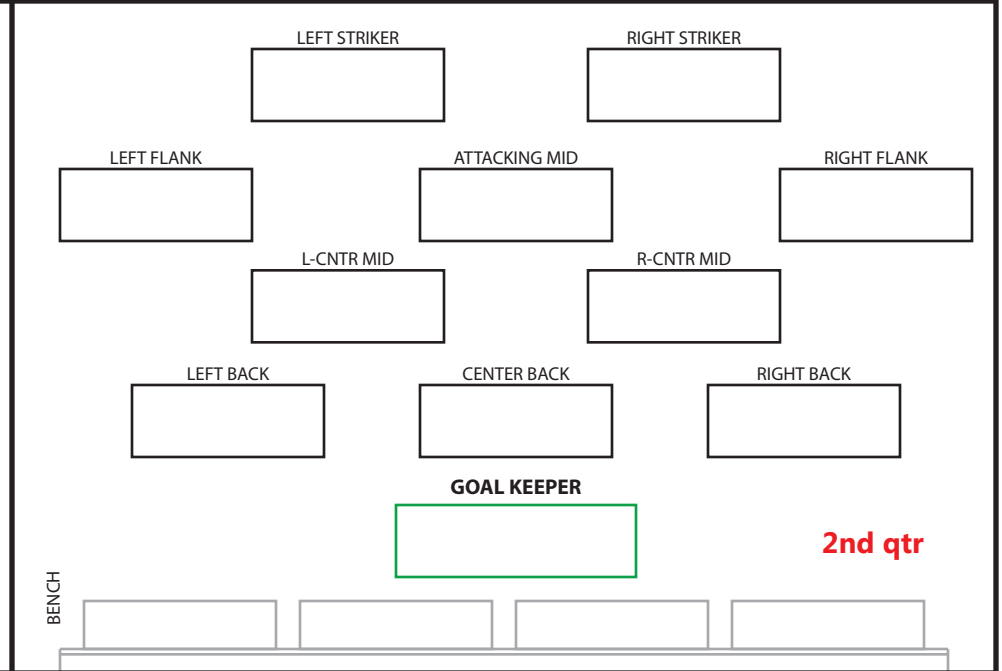 LEFT STRIKER
RIGHT STRIKER
LEFT FLANK
ATTACKING MID
RIGHT FLANK
L-CNTR MID
R-CNTR MID
LEFT BACK
CENTER BACK
RIGHT BACK
GOAL KEEPER
2nd qtr
BENCH